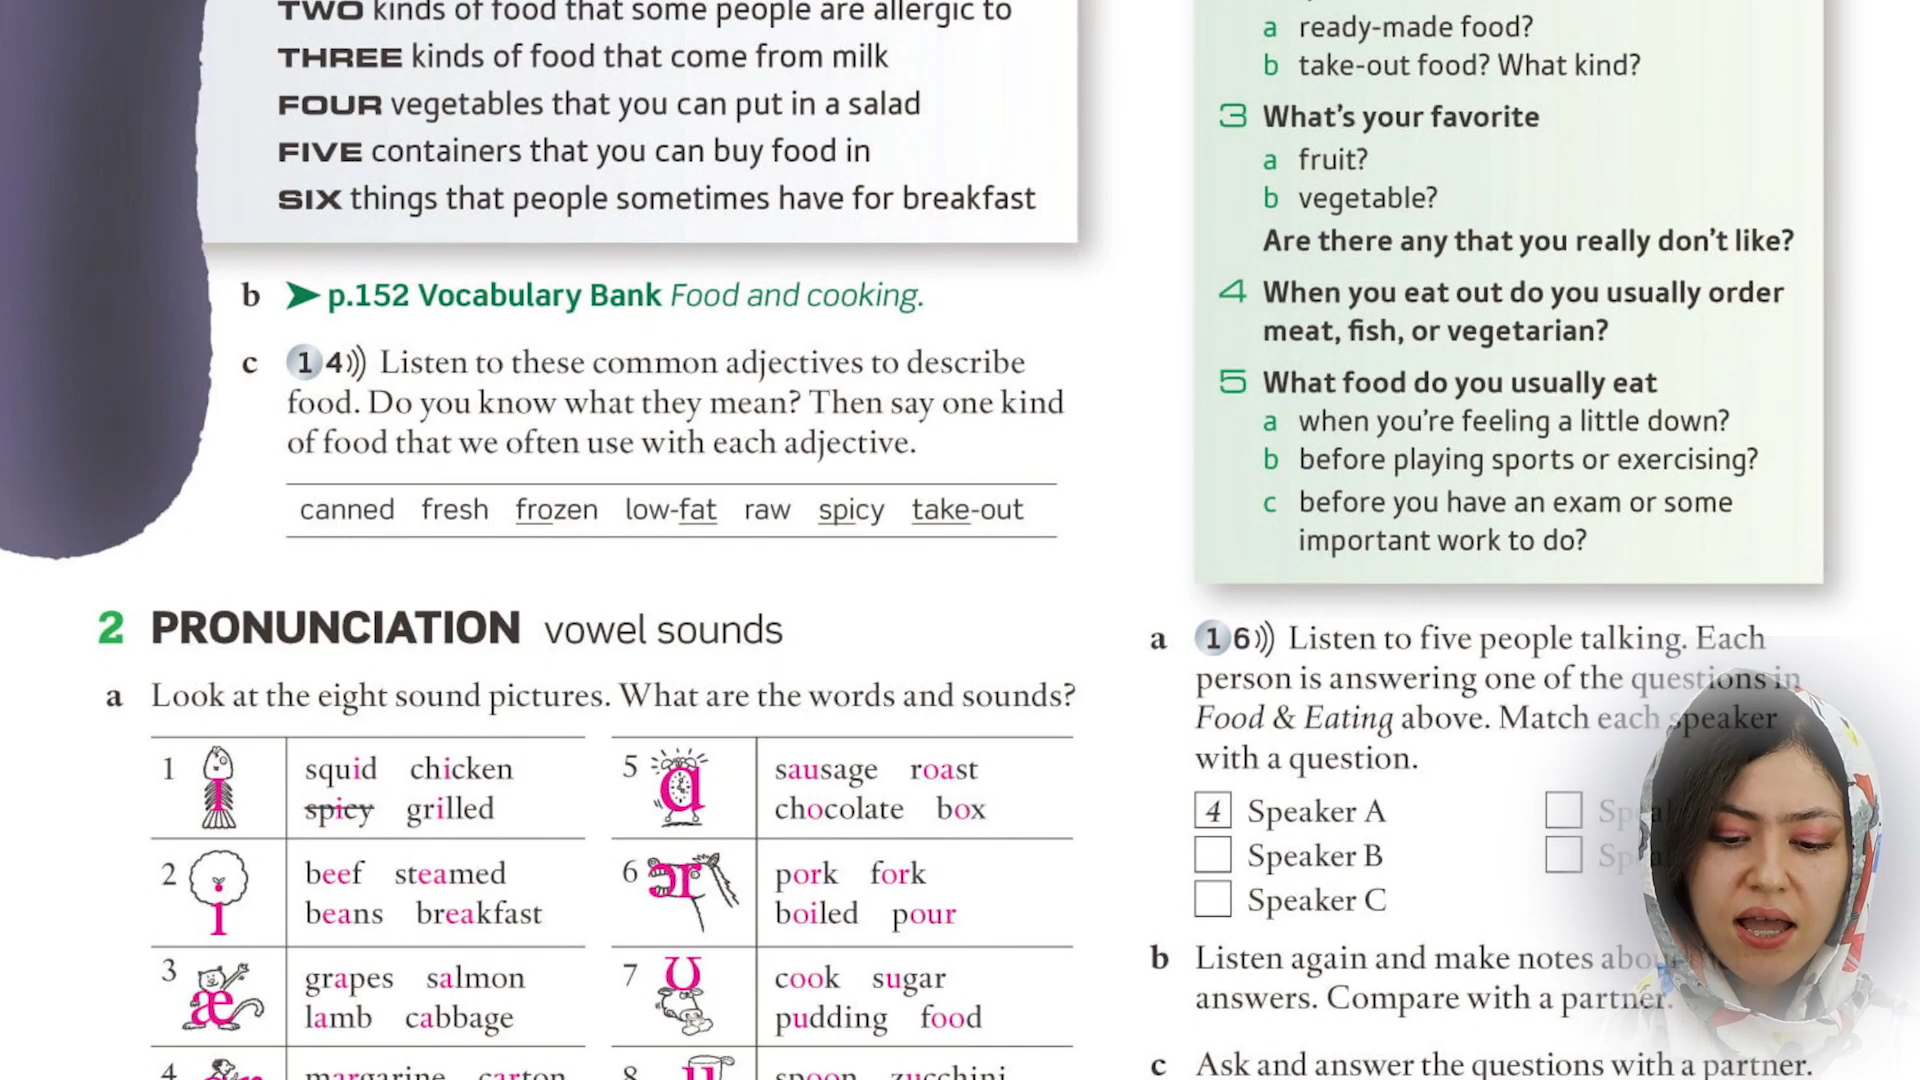 TWO kinds of food that some people are allergic to
THREE kinds of food that come from milk
FOUR vegetables that you can put in a salad
FIVE containers that you can buy food in
SIX things that people sometimes have for breakfast
b ➤ p.152 Vocabulary Bank Food and cooking.
c 1 4))) Listen to these common adjectives to describe
food. Do you know what they mean? Then say one kind
of food that we often use with each adjective.
canned fresh frozen low-fat raw spicy take-out
2 PRONUNCIATION vowel sounds
a Look at the eight sound pictures. What are the words and sounds?
1 ɪ squid chicken
spicy grilled
2 i beef steamed
beans breakfast
3 æ grapes salmon
lamb cabbage
4 margarine carton
5 ɑ sausage roast
chocolate box
6 ɔr pork fork
boiled pour
7 ʊ cook sugar
pudding food
8 u spoon zucchini
a ready-made food?
b take-out food? What kind?
3 What's your favorite
a fruit?
b vegetable?
Are there any that you really don't like?
4 When you eat out do you usually order
meat, fish, or vegetarian?
5 What food do you usually eat
a when you're feeling a little down?
b before playing sports or exercising?
c before you have an exam or some
important work to do?
a 1 6))) Listen to five people talking. Each
person is answering one of the questions in
Food & Eating above. Match each speaker
with a question.
4 Speaker A
Speaker B
Speaker C
b Listen again and make notes about
answers. Compare with a partner.
c Ask and answer the questions with a partner.